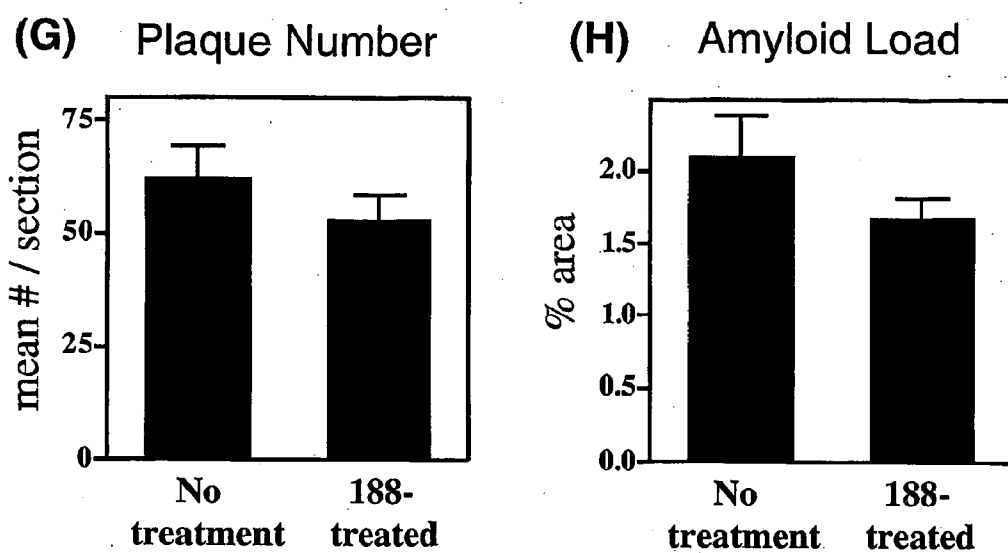 (G) Plaque Number
mean # / section
75
50
25
0
No treatment
188-treated
(H) Amyloid Load
% area
2.0
1.5
1.0
0.5
0.0
No treatment
188-treated